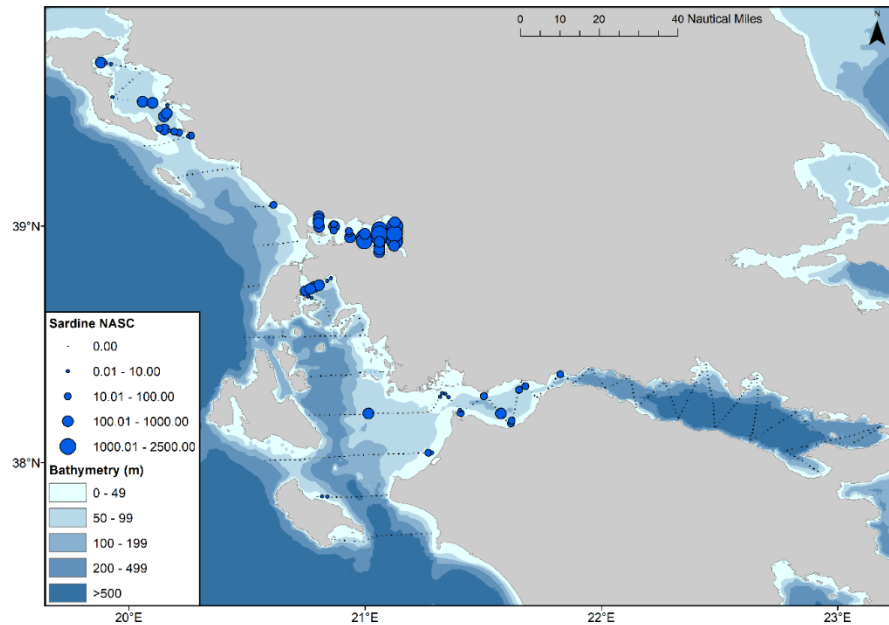 N
0 10 20 40 Nautical Miles
39°N
38°N
Sardine NASC
0.00
0.01 - 10.00
10.01 - 100.00
100.01 - 1000.00
1000.01 - 2500.00
Bathymetry (m)
0 - 49
50 - 99
100 - 199
200 - 499
>500
20°E 21°E 22°E 23°E